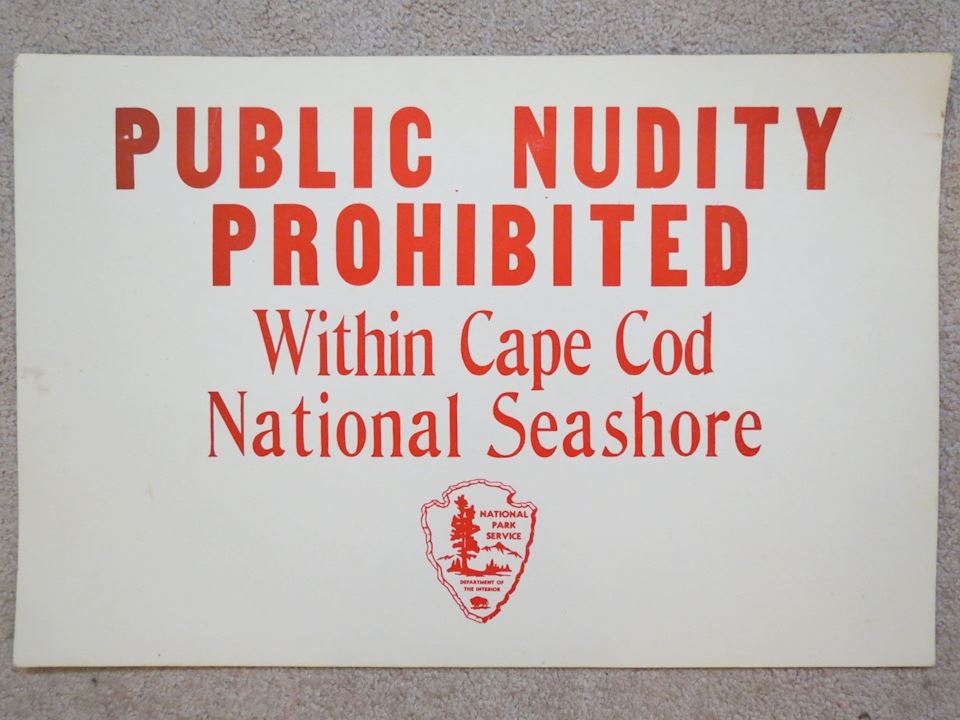 PUBLIC NUDITY
PROHIBITED
Within Cape Cod
National Seashore
NATIONAL
PARK
SERVICE
DEPARTMENT OF
THE INTERIOR